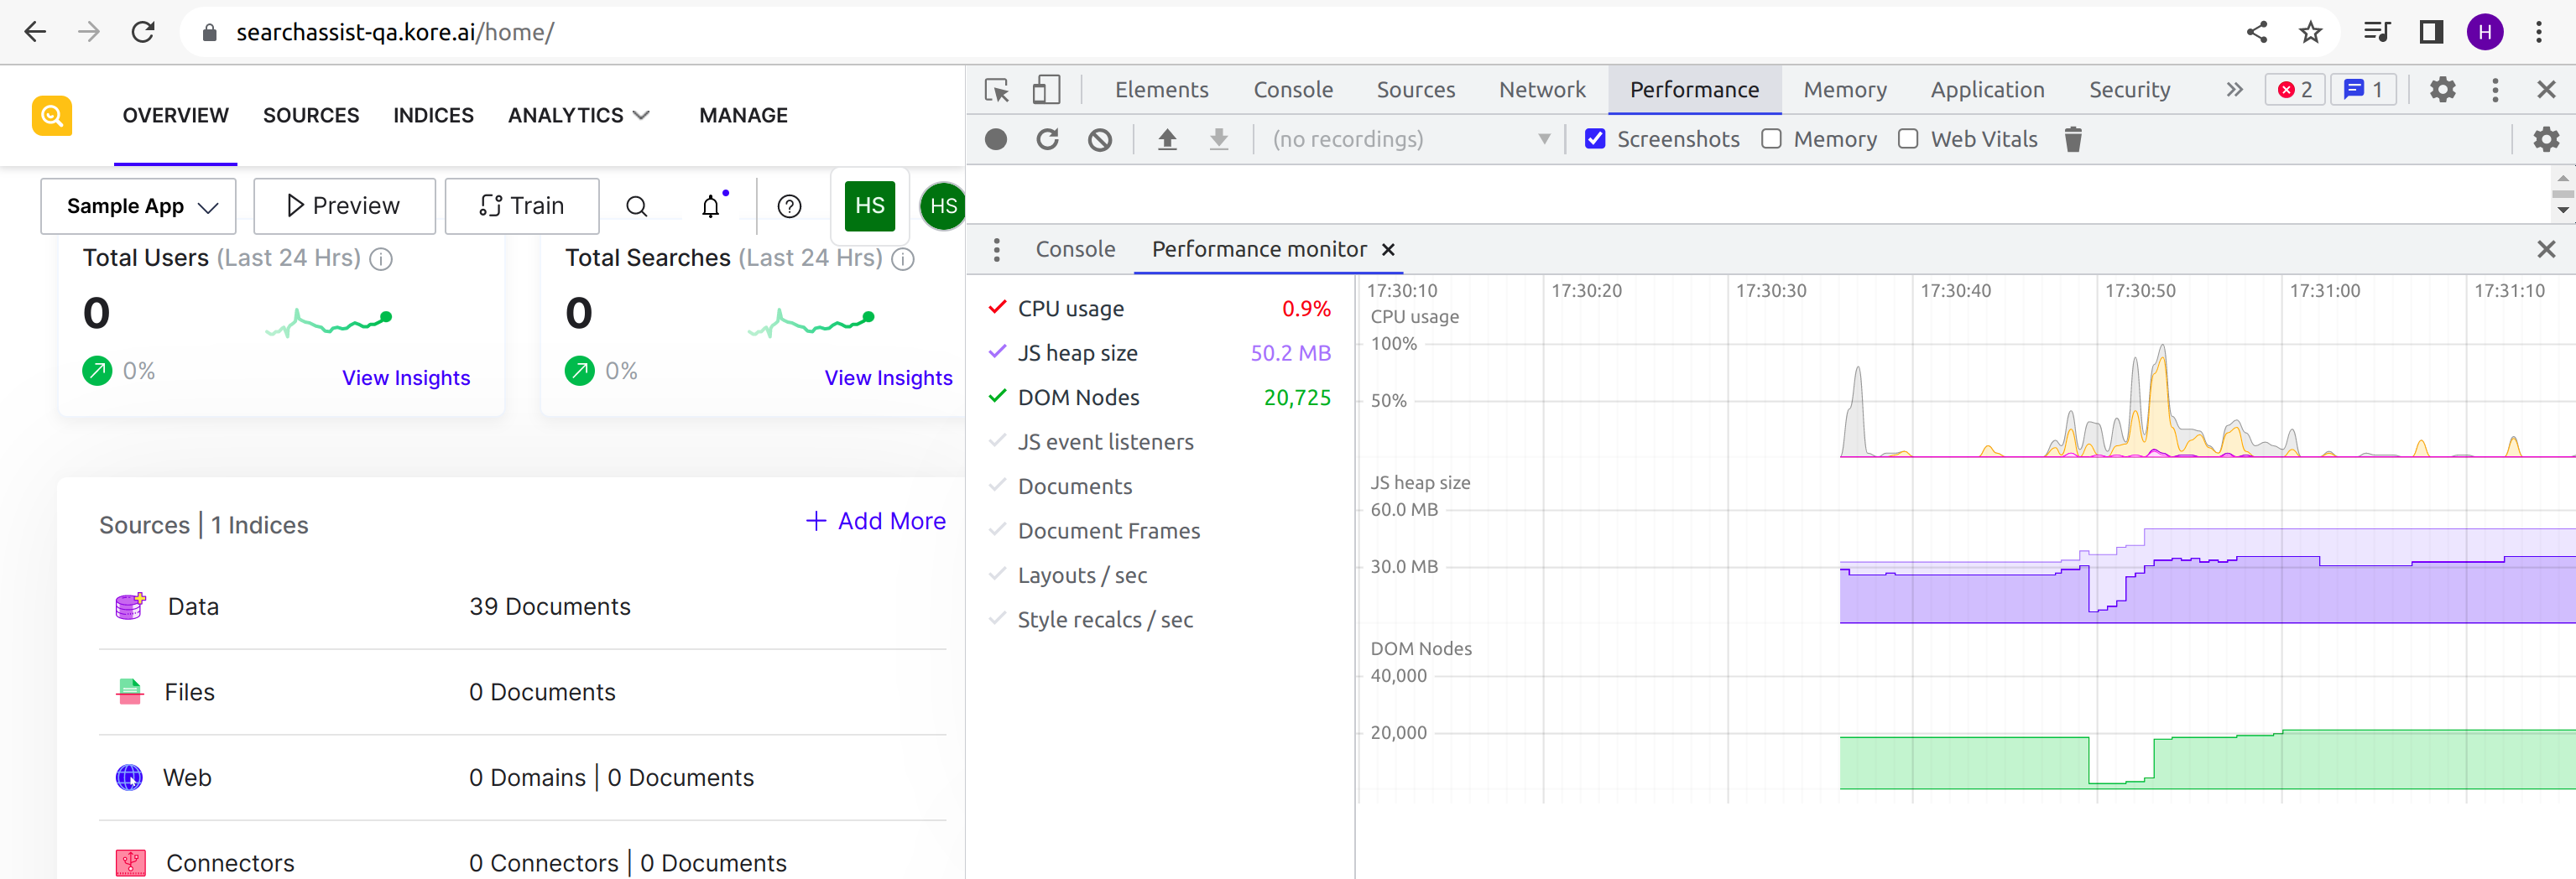 searchassist-qa.kore.ai/home/
H
OVERVIEW SOURCES INDICES ANALYTICS MANAGE
Sample App Preview Train HS HS
Total Users (Last 24 Hrs)
0
0%
View Insights
Total Searches (Last 24 Hrs)
0
0%
View Insights
Sources | 1 Indices
+ Add More
Data 39 Documents
Files 0 Documents
Web 0 Domains | 0 Documents
Connectors 0 Connectors | 0 Documents
Elements Console Sources Network Performance Memory Application Security » 2 1
(no recordings) Screenshots Memory Web Vitals
Console Performance monitor ×
CPU usage 0.9%
JS heap size 50.2 MB
DOM Nodes 20,725
JS event listeners
Documents
Document Frames
Layouts / sec
Style recalcs / sec
17:30:10 17:30:20 17:30:30 17:30:40 17:30:50 17:31:00 17:31:10
CPU usage
100%
50%
JS heap size
60.0 MB
30.0 MB
DOM Nodes
40,000
20,000